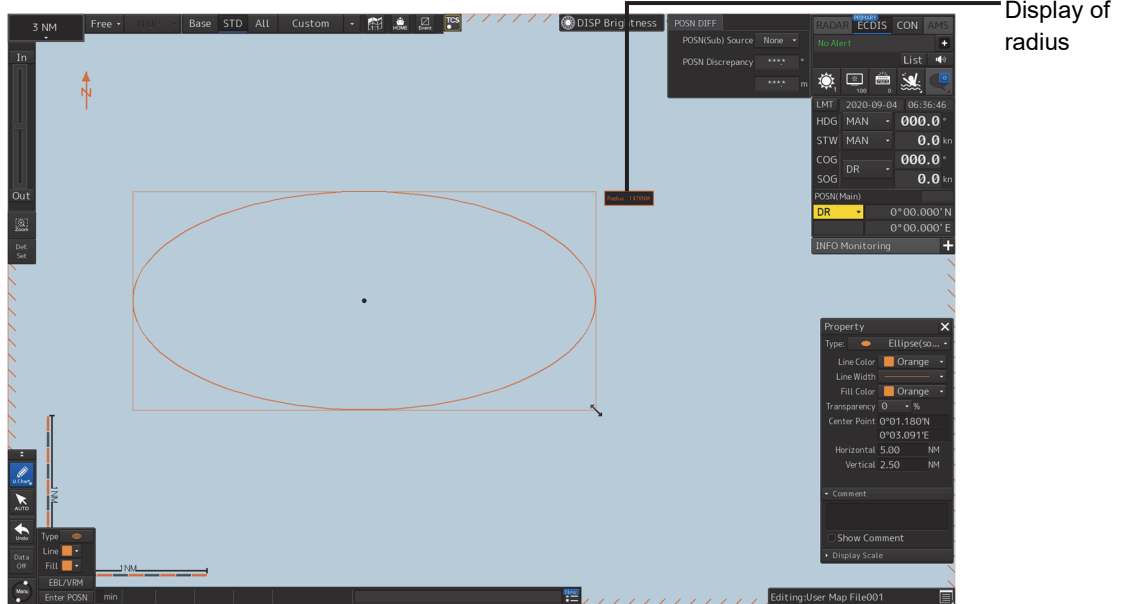 Display of
radius
3 NM
Free
Base STD All Custom
HOME
Event
TCS
DISP Brightness
POSN DIFF
POSN(Sub) Source None
POSN Discrepancy ***.* °
***.* m
RADAR PRIMARY ECDIS CON AMS
No Alert
List
1 100 0
LMT 2020-09-04 06:36:46
HDG MAN 000.0 °
STW MAN 0.0 kn
COG 000.0 °
DR
SOG 0.0 kn
POSN(Main)
DR 0°00.000'N
0°00.000'E
INFO Monitoring
In
Out
Zoom
Def.
Set
N
Radius
Property
Type: Ellipse(so...
Line Color Orange
Line Width
Fill Color Orange
Transparency 0 %
Center Point 0°01.180'N
0°03.091'E
Horizontal 5.00 NM
Vertical 2.50 NM
Comment
Show Comment
Display Scale
U.Chart
AUTO
Undo
Data
Off
Menu
Type
Line
Fill
EBL/VRM
Enter POSN
1NM
1NM
min
New
Editing:User Map File001